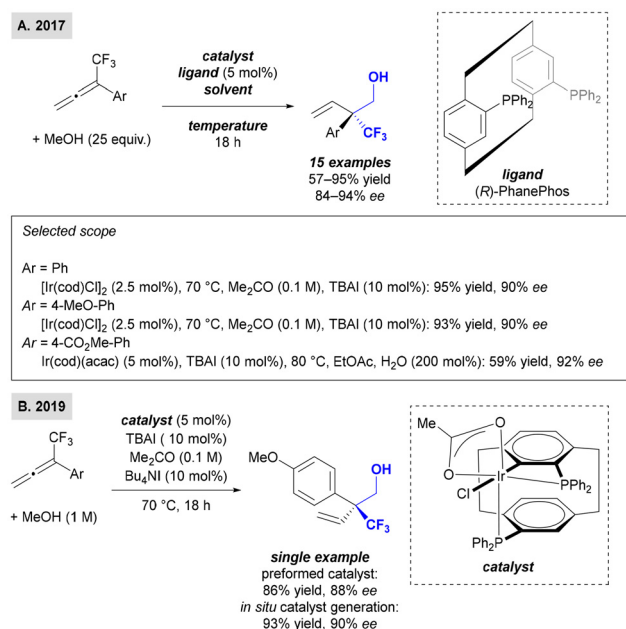 A. 2017
CF3
Ar
+ MeOH (25 equiv.)
catalyst
ligand (5 mol%)
solvent
temperature
18 h
OH
Ar
CF3
15 examples
57–95% yield
84–94% ee
PPh2
PPh2
ligand
(R)-PhanePhos
Selected scope
Ar = Ph
[Ir(cod)Cl]2 (2.5 mol%), 70 °C, Me2CO (0.1 M), TBAI (10 mol%): 95% yield, 90% ee
Ar = 4-MeO-Ph
[Ir(cod)Cl]2 (2.5 mol%), 70 °C, Me2CO (0.1 M), TBAI (10 mol%): 93% yield, 90% ee
Ar = 4-CO2Me-Ph
Ir(cod)(acac) (5 mol%), TBAI (10 mol%), 80 °C, EtOAc, H2O (200 mol%): 59% yield, 92% ee
B. 2019
CF3
Ar
+ MeOH (1 M)
catalyst (5 mol%)
TBAI ( 10 mol%)
Me2CO (0.1 M)
Bu4NI (10 mol%)
70 °C, 18 h
MeO
OH
CF3
single example
preformed catalyst:
86% yield, 88% ee
in situ catalyst generation:
93% yield, 90% ee
Me
O
O
Ir
Cl
PPh2
Ph2P
catalyst